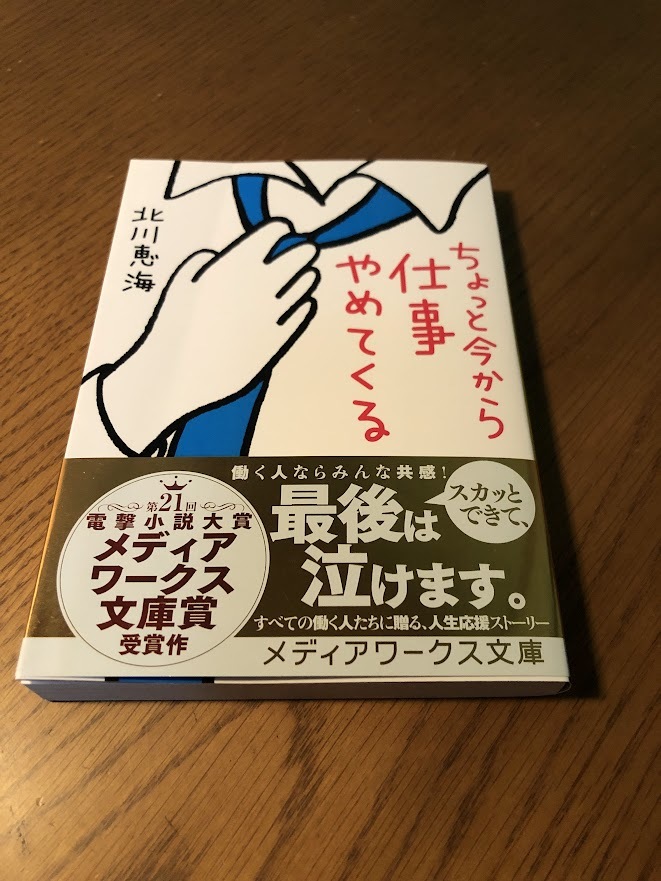 ちょっと今から
仕事
やめてくる
北川恵海
働く人ならみんな共感！
スカッと
できて、
最後は
泣けます。
すべての働く人たちに贈る、人生応援ストーリー
第21回
電撃小説大賞
メディア
ワークス
文庫賞
受賞作
メディアワークス文庫